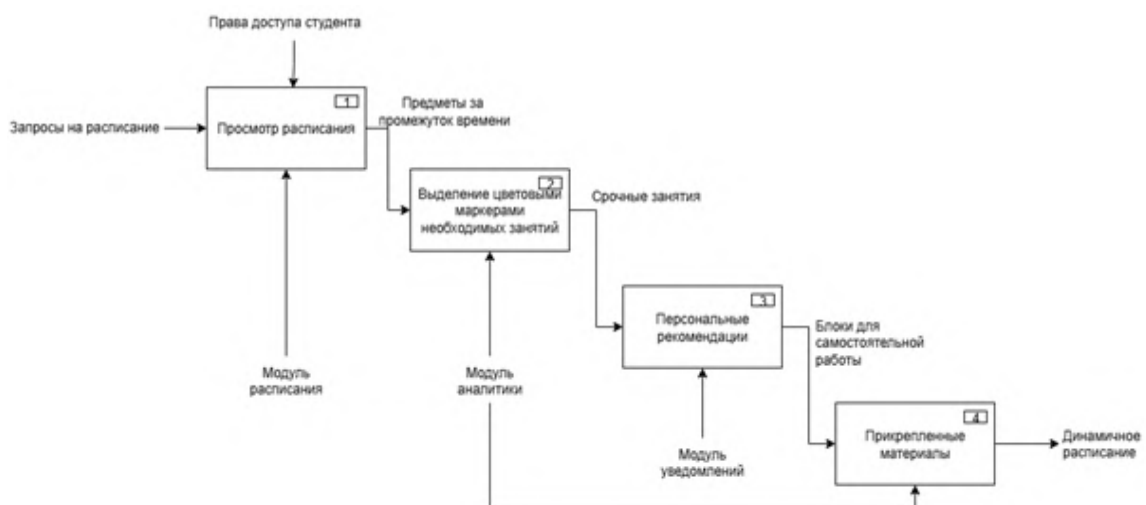 Права доступа студента
1
Запросы на расписание
Просмотр расписания
Предметы за
промежуток времени
2
Выделение цветовыми
маркерами
необходимых занятий
Срочные занятия
3
Персональные
рекомендации
Блоки для
самостоятельной
работы
Модуль
расписания
Модуль
аналитики
4
Прикрепленные
материалы
Динамичное
расписание
Модуль
уведомлений